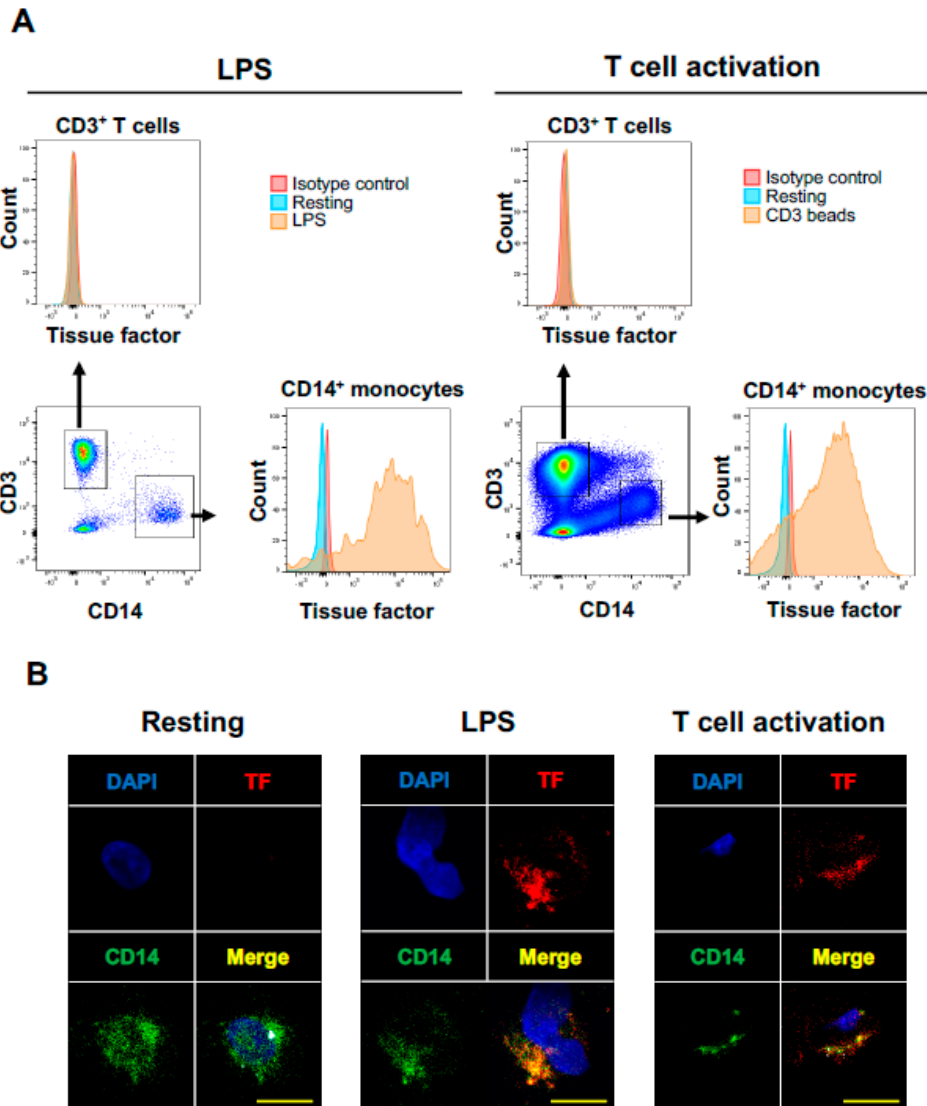 A
LPS
T cell activation
CD3+ T cells
CD3+ T cells
Isotype control
Resting
LPS
Isotype control
Resting
CD3 beads
Count
Count
Tissue factor
Tissue factor
CD14+ monocytes
CD14+ monocytes
CD3
Count
CD3
Count
CD14
Tissue factor
CD14
Tissue factor
B
Resting
LPS
T cell activation
DAPI
TF
DAPI
TF
DAPI
TF
CD14
Merge
CD14
Merge
CD14
Merge